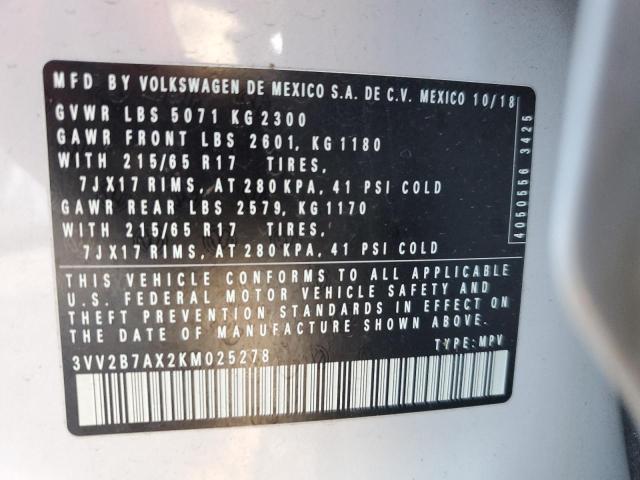 MFD BY VOLKSWAGEN DE MEXICO S.A. DE C.V. MEXICO 10/18
GVWR LBS 5071 KG 2300
GAWR FRONT LBS 2601, KG 1180
WITH 215/65 R17 TIRES,
7JX17 RIMS, AT 280 KPA, 41 PSI COLD
GAWR REAR LBS 2579, KG 1170
WITH 215/65 R17 TIRES,
7JX17 RIMS, AT 280 KPA, 41 PSI COLD
THIS VEHICLE CONFORMS TO ALL APPLICABLE
U.S. FEDERAL MOTOR VEHICLE SAFETY AND
THEFT PREVENTION STANDARDS IN EFFECT ON
THE DATE OF MANUFACTURE SHOWN ABOVE.
3VV2B7AX2KM025278 TYPE: MPV
4050556 3425